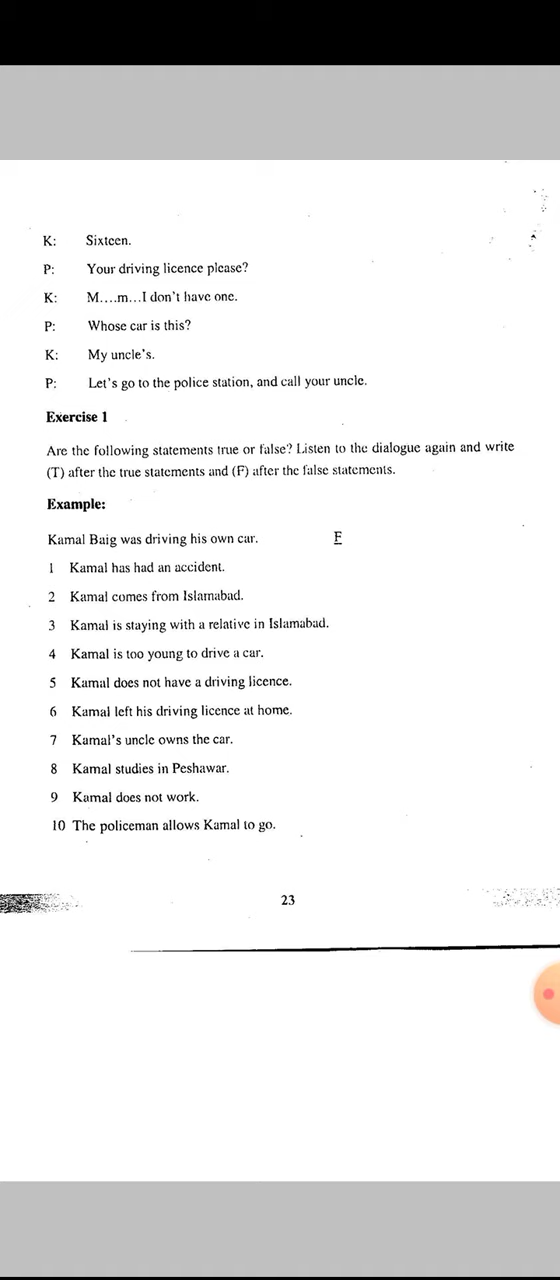 K: Sixteen.
P: Your driving licence please?
K: M....m...I don't have one.
P: Whose car is this?
K: My uncle's.
P: Let's go to the police station, and call your uncle.
Exercise 1
Are the following statements true or false? Listen to the dialogue again and write
(T) after the true statements and (F) after the false statements.
Example:
Kamal Baig was driving his own car. F
1 Kamal has had an accident.
2 Kamal comes from Islamabad.
3 Kamal is staying with a relative in Islamabad.
4 Kamal is too young to drive a car.
5 Kamal does not have a driving licence.
6 Kamal left his driving licence at home.
7 Kamal's uncle owns the car.
8 Kamal studies in Peshawar.
9 Kamal does not work.
10 The policeman allows Kamal to go.
23